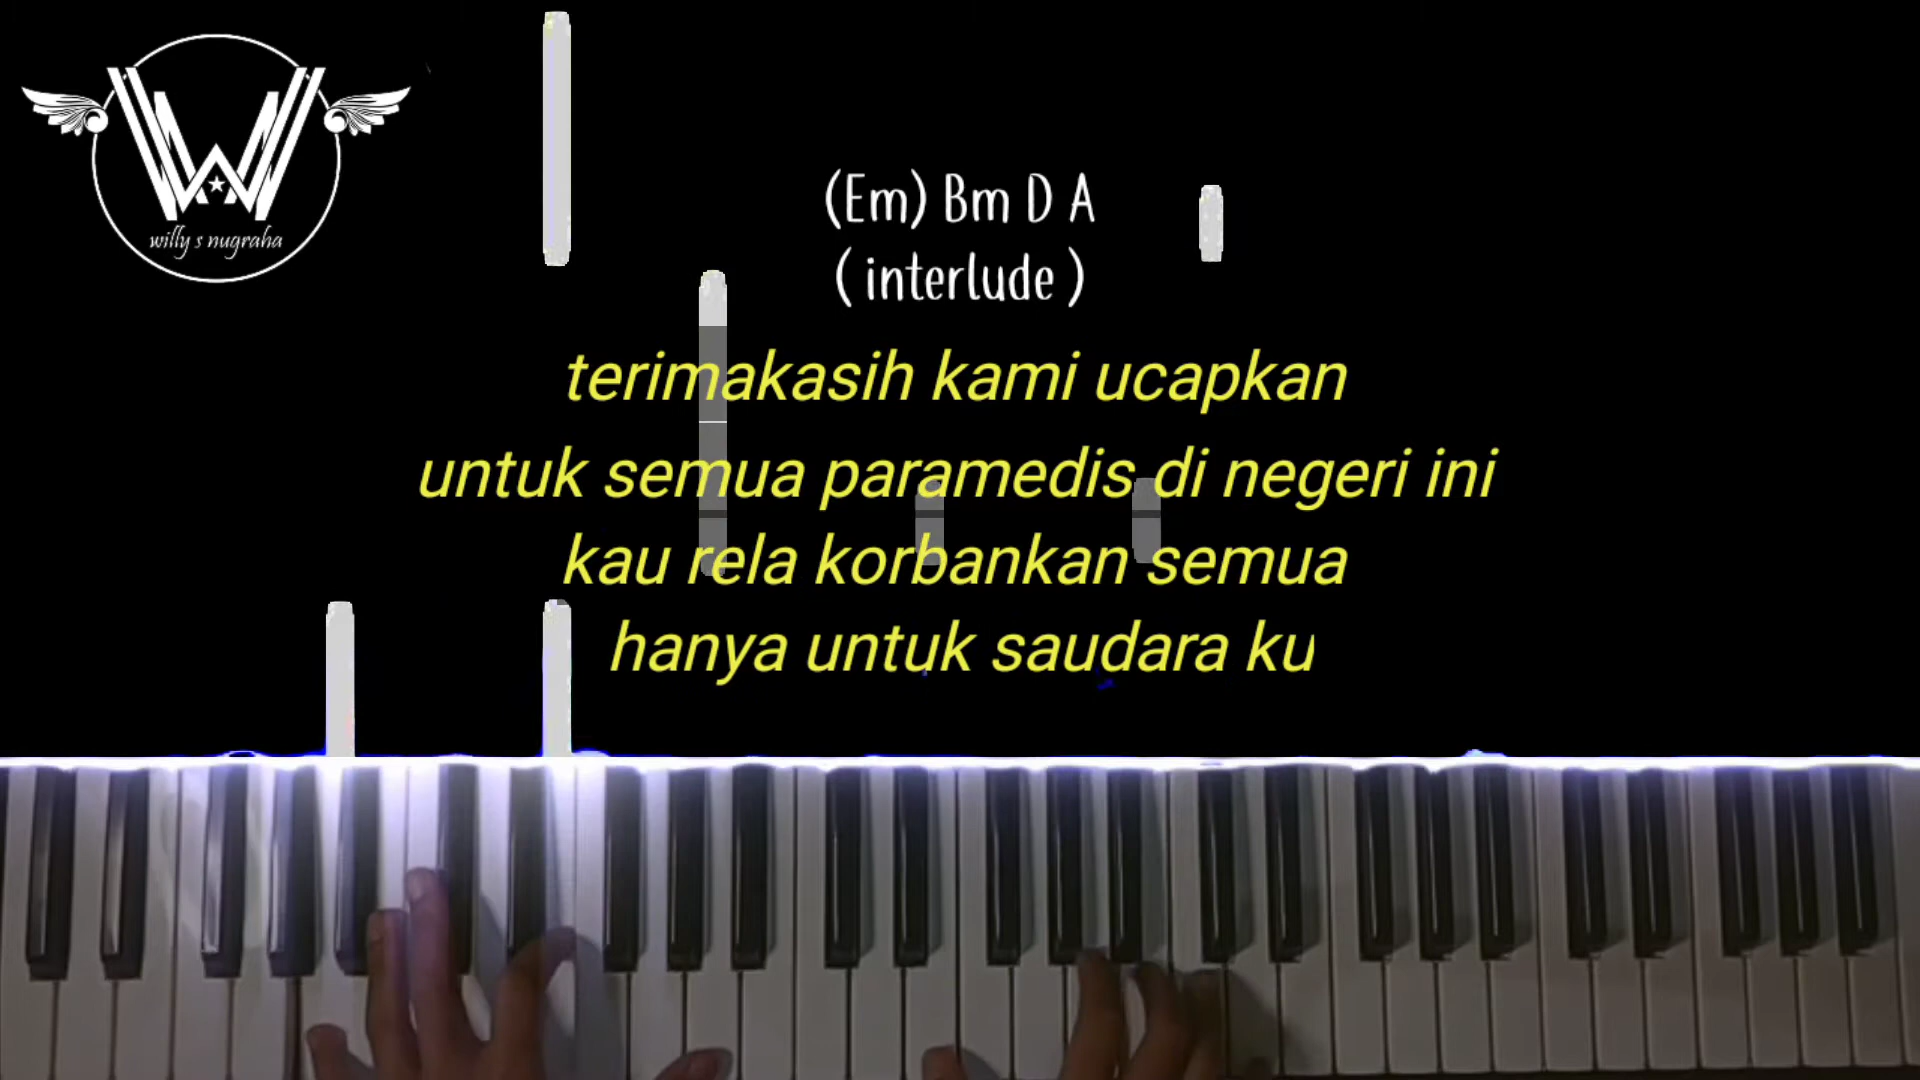 willy s nugraha
(Em) Bm D A
( interlude )
terimakasih kami ucapkan
untuk semua paramedis di negeri ini
kau rela korbankan semua
hanya untuk saudara ku